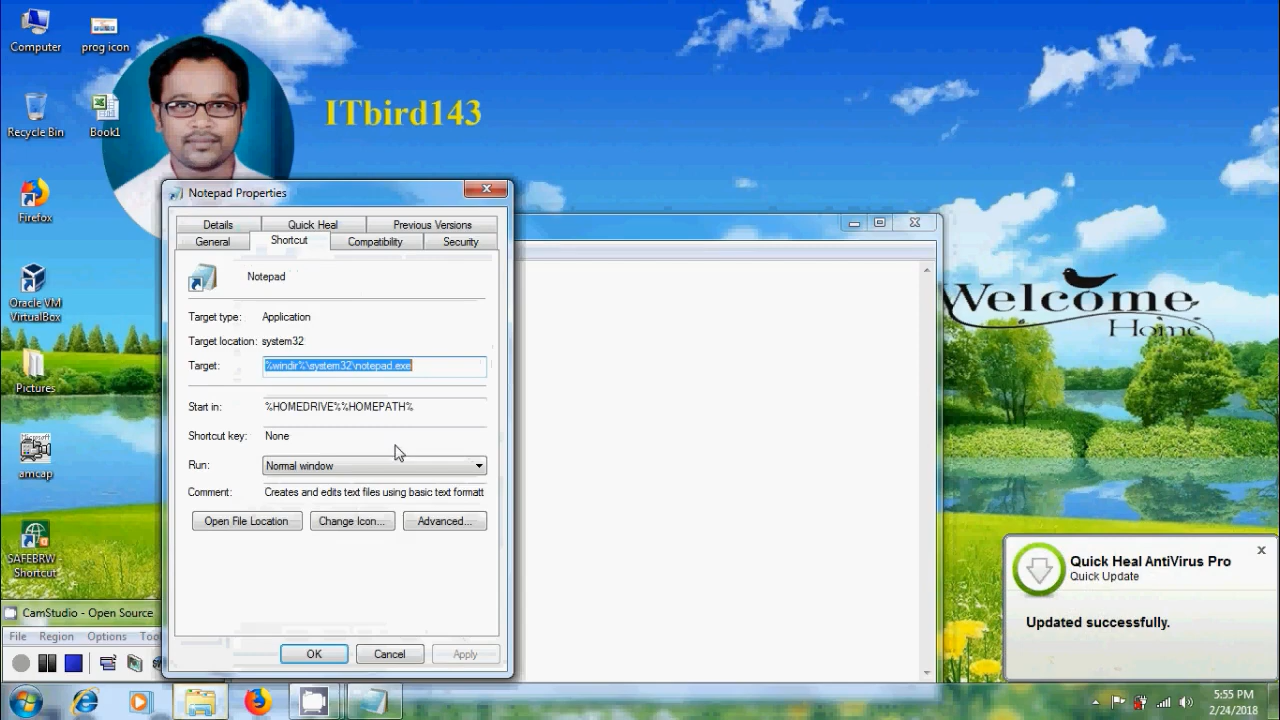 Computer
prog icon
Recycle Bin
Book1
Firefox
Oracle VM
VirtualBox
Pictures
amcap
SAFEBRW -
Shortcut
ITbird143
Welcome
Home
Notepad Properties
Details
Quick Heal
Previous Versions
General
Shortcut
Compatibility
Security
Notepad
Target type: Application
Target location: system32
Target: %windir%\system32\notepad.exe
Start in: %HOMEDRIVE%%HOMEPATH%
Shortcut key: None
Run: Normal window
Comment: Creates and edits text files using basic text formatt
Open File Location
Change Icon...
Advanced...
OK
Cancel
Apply
CamStudio - Open Source
File Region Options Too
Quick Heal AntiVirus Pro
Quick Update
Updated successfully.
5:55 PM
2/24/2018